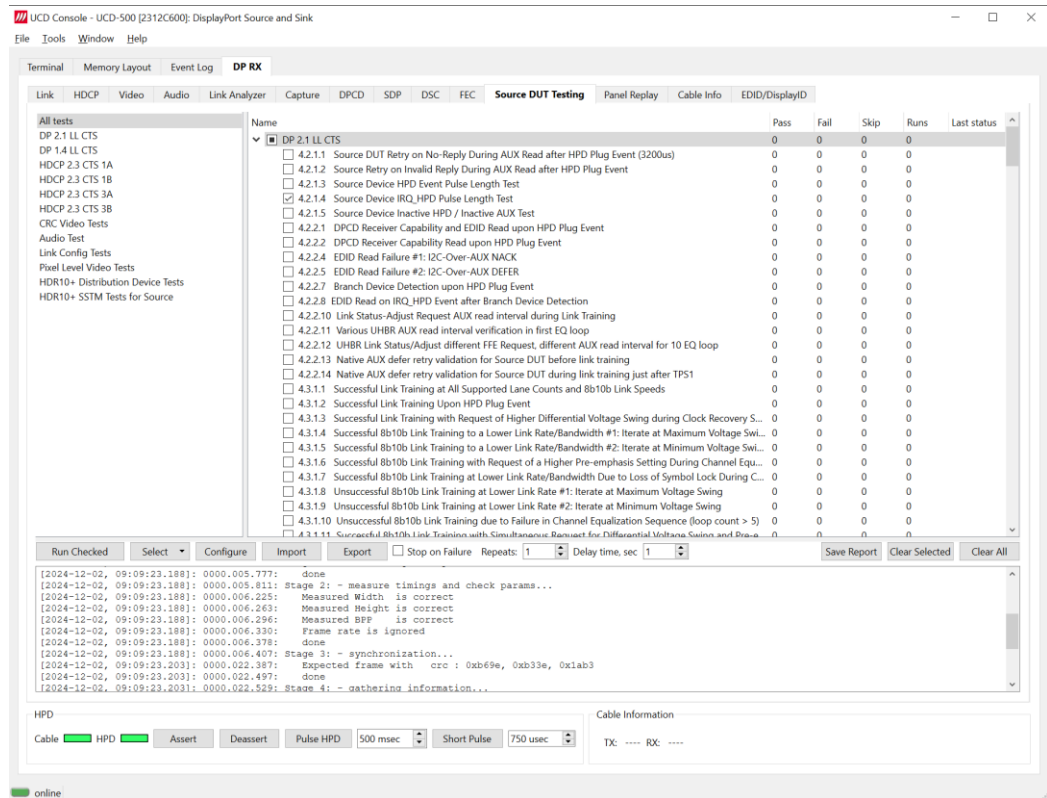 UCD Console - UCD-500 [2312C600]: DisplayPort Source and Sink
File Tools Window Help
Terminal Memory Layout Event Log DP RX
Link HDCP Video Audio Link Analyzer Capture DPCD SDP DSC FEC Source DUT Testing Panel Replay Cable Info EDID/DisplayID
All tests
DP 2.1 LL CTS
DP 1.4 LL CTS
HDCP 2.3 CTS 1A
HDCP 2.3 CTS 1B
HDCP 2.3 CTS 3A
HDCP 2.3 CTS 3B
CRC Video Tests
Audio Test
Link Config Tests
Pixel Level Video Tests
HDR10+ Distribution Device Tests
HDR10+ SSTM Tests for Source
Name Pass Fail Skip Runs Last status
DP 2.1 LL CTS 0 0 0 0
4.2.1.1 Source DUT Retry on No-Reply During AUX Read after HPD Plug Event (3200us) 0 0 0 0
4.2.1.2 Source Retry on Invalid Reply During AUX Read after HPD Plug Event 0 0 0 0
4.2.1.3 Source Device HPD Event Pulse Length Test 0 0 0 0
4.2.1.4 Source Device IRQ_HPD Pulse Length Test 0 0 0 0
4.2.1.5 Source Device Inactive HPD / Inactive AUX Test 0 0 0 0
4.2.2.1 DPCD Receiver Capability and EDID Read upon HPD Plug Event 0 0 0 0
4.2.2.2 DPCD Receiver Capability Read upon HPD Plug Event 0 0 0 0
4.2.2.4 EDID Read Failure #1: I2C-Over-AUX NACK 0 0 0 0
4.2.2.5 EDID Read Failure #2: I2C-Over-AUX DEFER 0 0 0 0
4.2.2.7 Branch Device Detection upon HPD Plug Event 0 0 0 0
4.2.2.8 EDID Read on IRQ_HPD Event after Branch Device Detection 0 0 0 0
4.2.2.10 Link Status-Adjust Request AUX read interval during Link Training 0 0 0 0
4.2.2.11 Various UHBR AUX read interval verification in first EQ loop 0 0 0 0
4.2.2.12 UHBR Link Status/Adjust different FFE Request, different AUX read interval for 10 EQ loop 0 0 0 0
4.2.2.13 Native AUX defer retry validation for Source DUT before link training 0 0 0 0
4.2.2.14 Native AUX defer retry validation for Source DUT during link training just after TPS1 0 0 0 0
4.3.1.1 Successful Link Training at All Supported Lane Counts and 8b10b Link Speeds 0 0 0 0
4.3.1.2 Successful Link Training Upon HPD Plug Event 0 0 0 0
4.3.1.3 Successful Link Training with Request of Higher Differential Voltage Swing during Clock Recovery S... 0 0 0 0
4.3.1.4 Successful 8b10b Link Training to a Lower Link Rate/Bandwidth #1: Iterate at Maximum Voltage Swi... 0 0 0 0
4.3.1.5 Successful 8b10b Link Training to a Lower Link Rate/Bandwidth #2: Iterate at Minimum Voltage Swi... 0 0 0 0
4.3.1.6 Successful 8b10b Link Training with Request of a Higher Pre-emphasis Setting During Channel Equ... 0 0 0 0
4.3.1.7 Successful 8b10b Link Training at Lower Link Rate/Bandwidth Due to Loss of Symbol Lock During C... 0 0 0 0
4.3.1.8 Unsuccessful 8b10b Link Training at Lower Link Rate #1: Iterate at Maximum Voltage Swing 0 0 0 0
4.3.1.9 Unsuccessful 8b10b Link Training at Lower Link Rate #2: Iterate at Minimum Voltage Swing 0 0 0 0
4.3.1.10 Unsuccessful 8b10b Link Training due to Failure in Channel Equalization Sequence (loop count > 5) 0 0 0 0
4.3.1.11 Successful 8b10b Link Training with Simultaneous Request for Differential Voltage Swing and Pre-e... 0 0 0 0
Run Checked Select Configure Import Export Stop on Failure Repeats: 1 Delay time, sec 1 Save Report Clear Selected Clear All
[2024-12-02, 09:09:23.188]: 0000.005.777: done
[2024-12-02, 09:09:23.188]: 0000.005.811: Stage 2: - measure timings and check params...
[2024-12-02, 09:09:23.188]: 0000.006.225: Measured Width is correct
[2024-12-02, 09:09:23.188]: 0000.006.263: Measured Height is correct
[2024-12-02, 09:09:23.188]: 0000.006.296: Measured BPP is correct
[2024-12-02, 09:09:23.188]: 0000.006.330: Frame rate is ignored
[2024-12-02, 09:09:23.188]: 0000.006.378: done
[2024-12-02, 09:09:23.188]: 0000.006.407: Stage 3: - synchronization...
[2024-12-02, 09:09:23.203]: 0000.022.387: Expected frame with crc : 0xb69e, 0xb33e, 0x1ab3
[2024-12-02, 09:09:23.203]: 0000.022.497: done
[2024-12-02, 09:09:23.203]: 0000.022.529: Stage 4: - gathering information...
HPD
Cable HPD Assert Deassert Pulse HPD 500 msec Short Pulse 750 usec
Cable Information
TX: ---- RX: ----
online